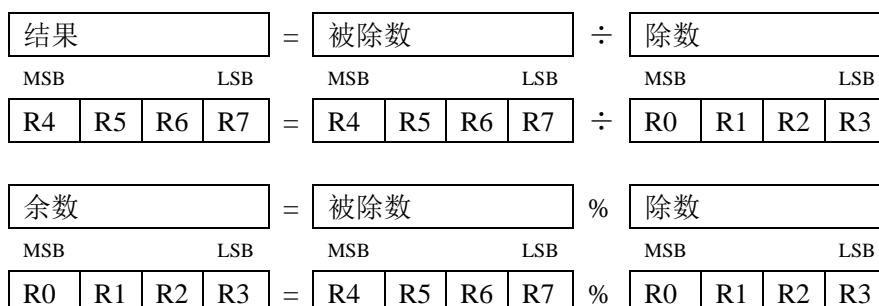 结果 = 被除数 ÷ 除数
MSB LSB MSB LSB MSB LSB
R4 R5 R6 R7 = R4 R5 R6 R7 ÷ R0 R1 R2 R3
余数 = 被除数 % 除数
MSB LSB MSB LSB MSB LSB
R0 R1 R2 R3 = R4 R5 R6 R7 % R0 R1 R2 R3